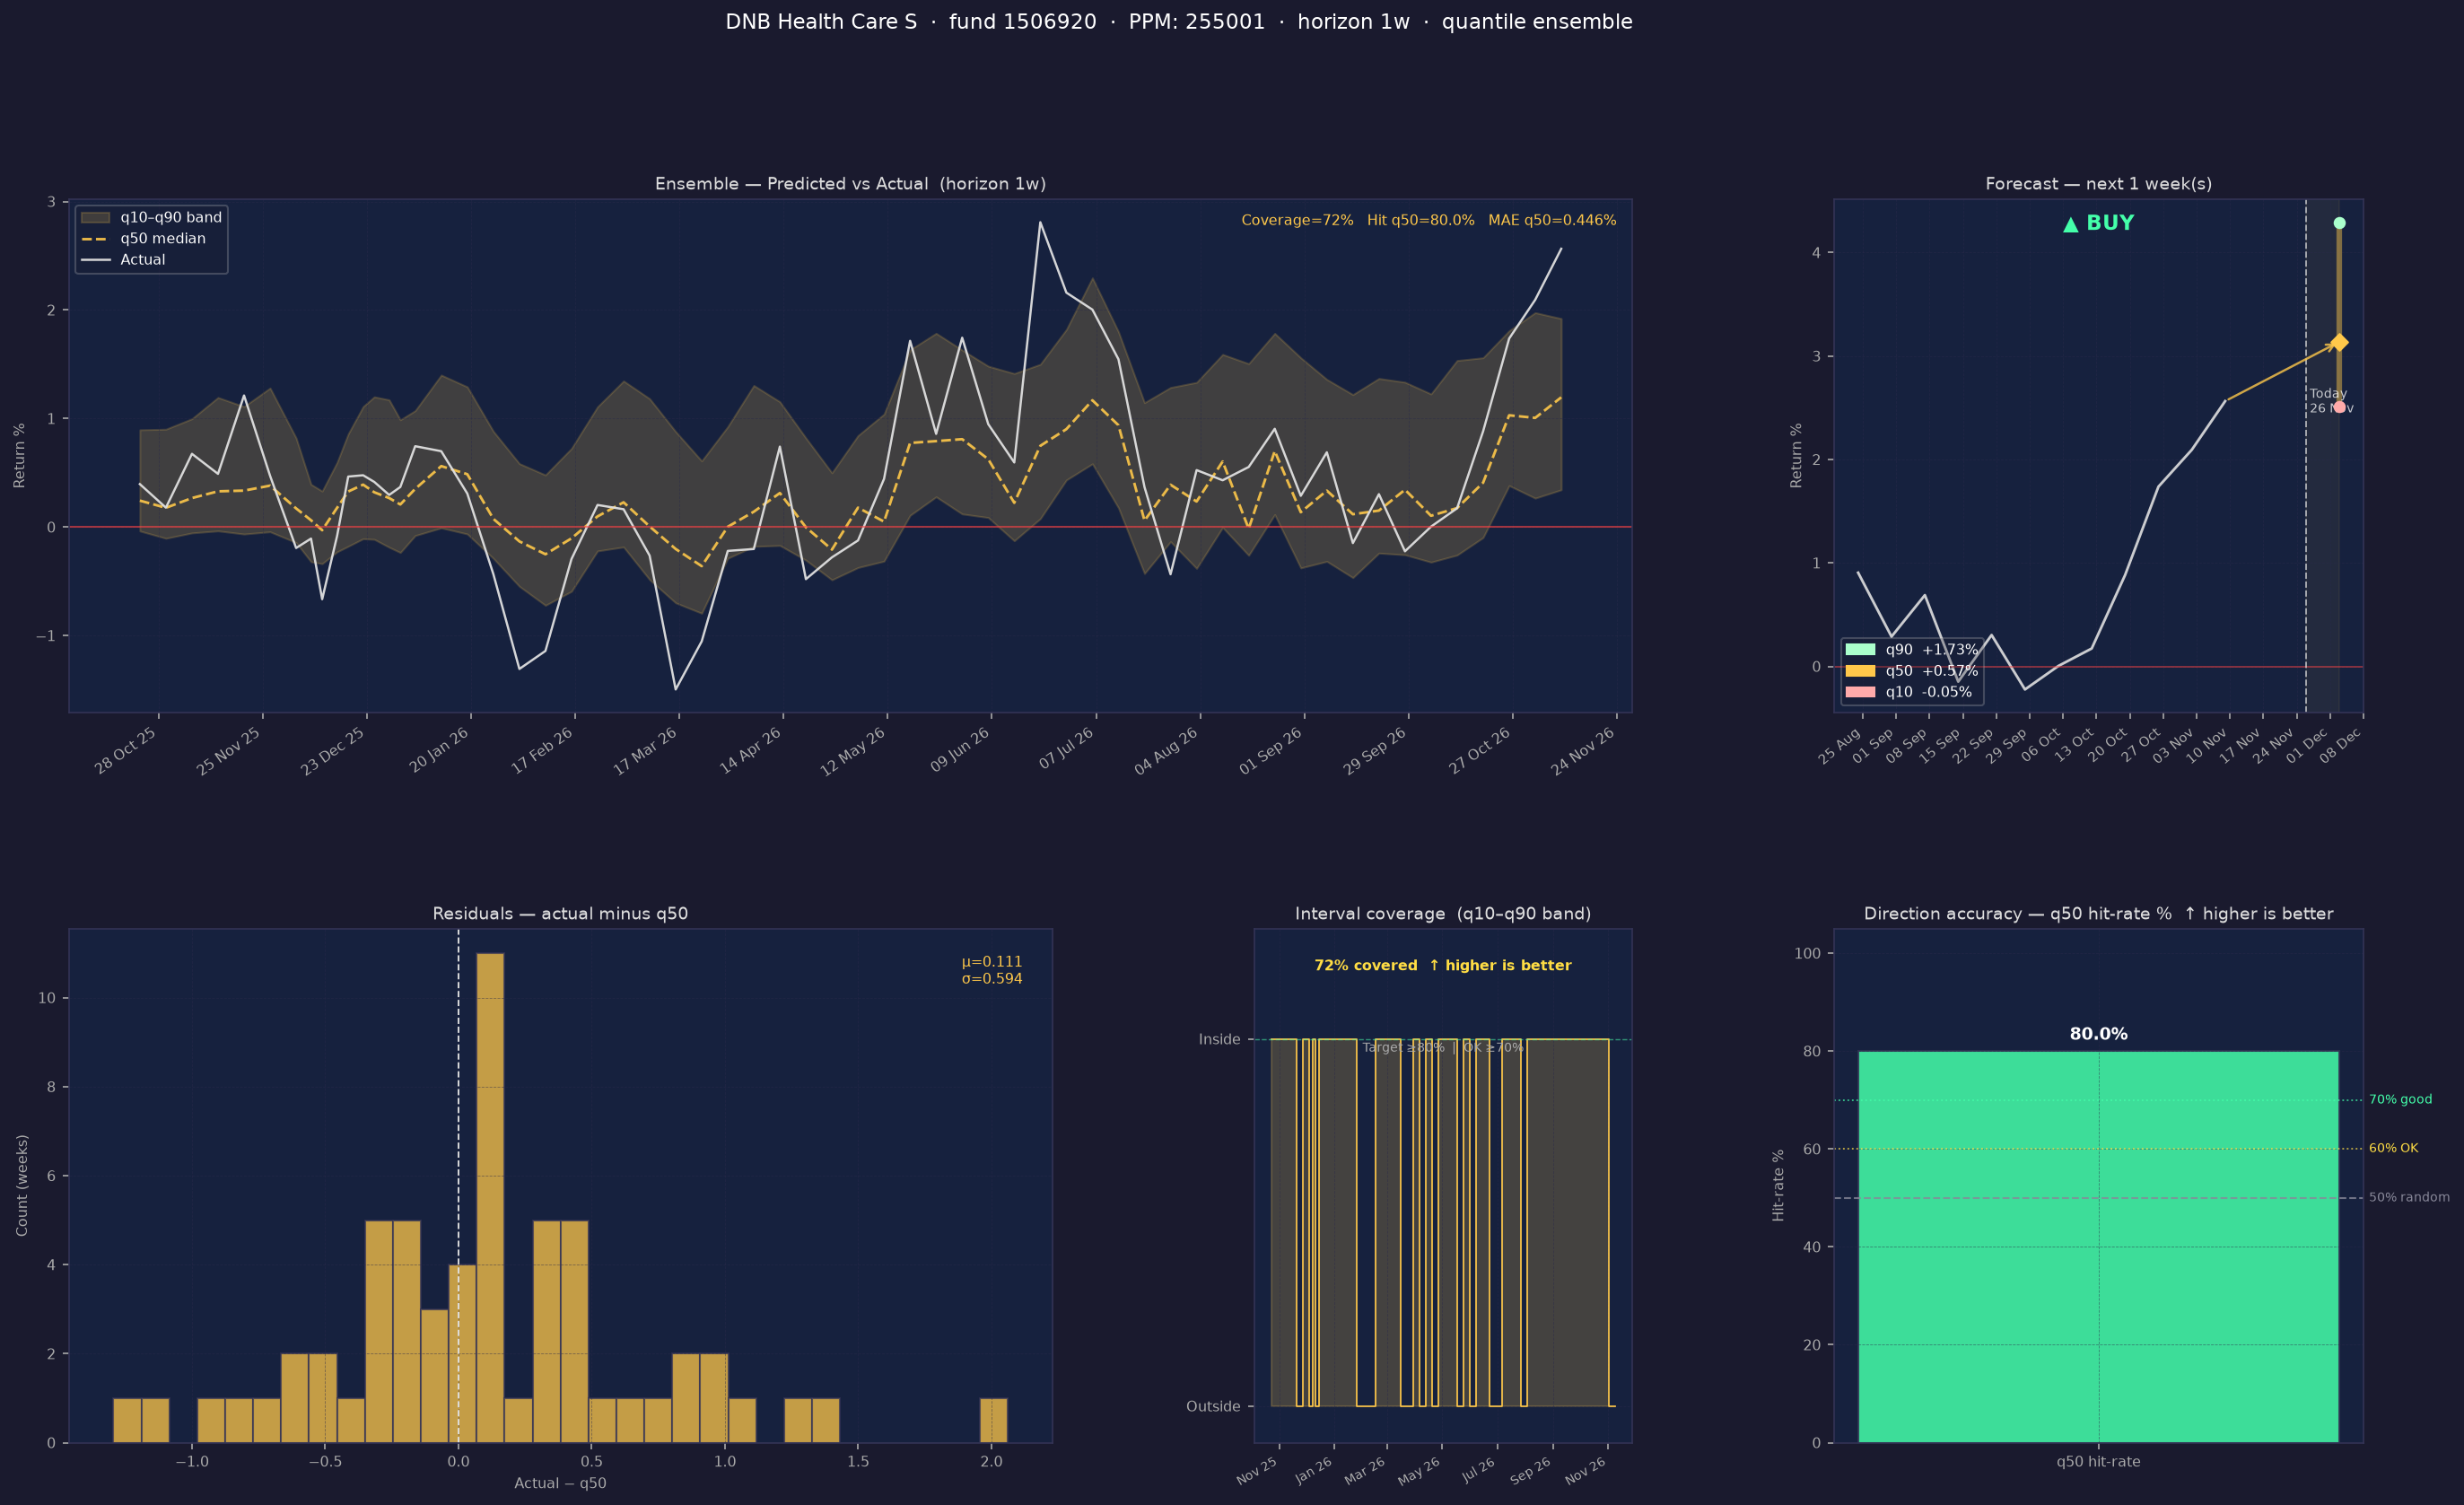 DNB Health Care S · fund 1506920 · PPM: 255001 · horizon 1w · quantile ensemble
Ensemble — Predicted vs Actual (horizon 1w)
q10–q90 band
q50 median
Actual
Coverage=72% Hit q50=80.0% MAE q50=0.446%
Return %
3
2
1
0
−1
28 Oct 25
25 Nov 25
23 Dec 25
20 Jan 26
17 Feb 26
17 Mar 26
14 Apr 26
12 May 26
09 Jun 26
07 Jul 26
04 Aug 26
01 Sep 26
29 Sep 26
27 Oct 26
24 Nov 26
Forecast — next 1 week(s)
▲ BUY
Return %
4
3
2
1
0
Today
26 Nov
q90 +1.73%
q50 +0.57%
q10 -0.05%
25 Aug
01 Sep
08 Sep
15 Sep
22 Sep
29 Sep
06 Oct
13 Oct
20 Oct
27 Oct
03 Nov
10 Nov
17 Nov
24 Nov
01 Dec
08 Dec
Residuals — actual minus q50
μ=0.111
σ=0.594
Count (weeks)
10
8
6
4
2
0
−1.0
−0.5
0.0
0.5
1.0
1.5
2.0
Actual − q50
Interval coverage (q10–q90 band)
72% covered ↑ higher is better
Inside
Target ≥80% | OK ≥70%
Outside
Nov 25
Jan 26
Mar 26
May 26
Jul 26
Sep 26
Nov 26
Direction accuracy — q50 hit-rate % ↑ higher is better
Hit-rate %
100
80
60
40
20
0
80.0%
70% good
60% OK
50% random
q50 hit-rate